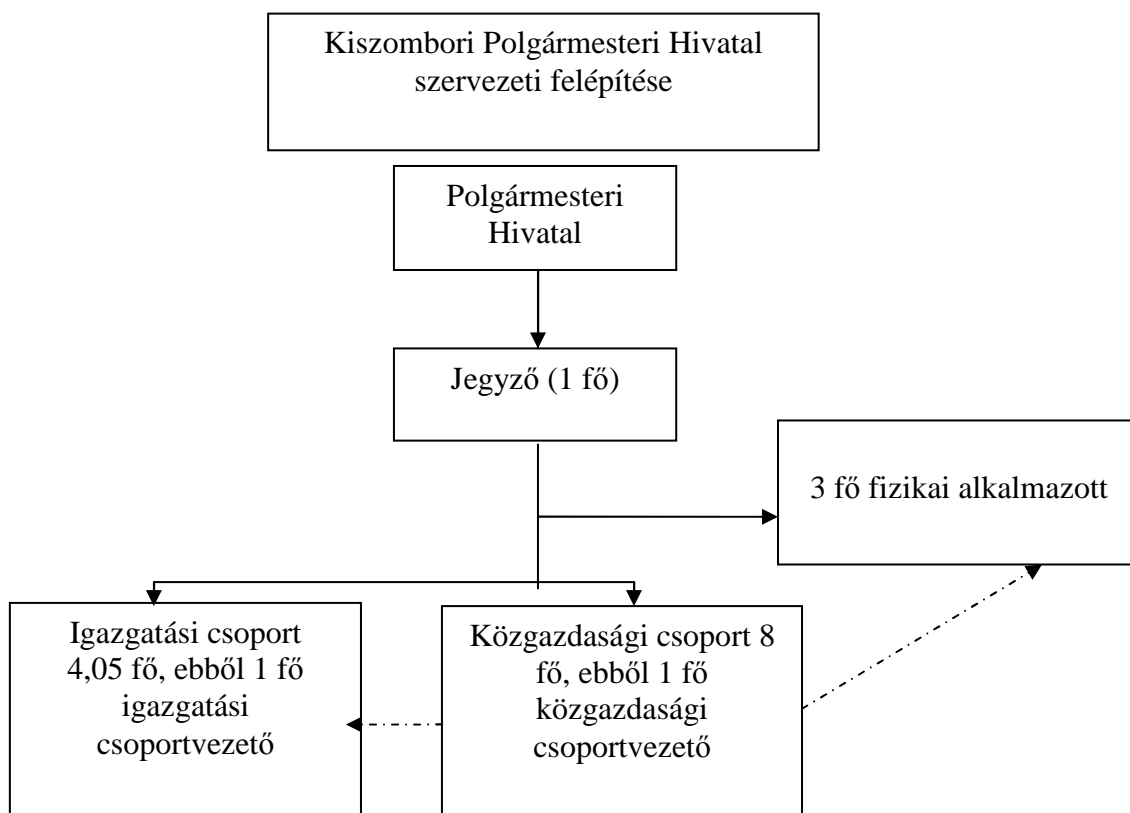 Kiszombori Polgármesteri Hivatal
szervezeti felépítése
Polgármesteri
Hivatal
Jegyző (1 fő)
3 fő fizikai alkalmazott
Igazgatási csoport
4,05 fő, ebből 1 fő
igazgatási
csoportvezető
Közgazdasági csoport 8
fő, ebből 1 fő
közgazdasági
csoportvezető